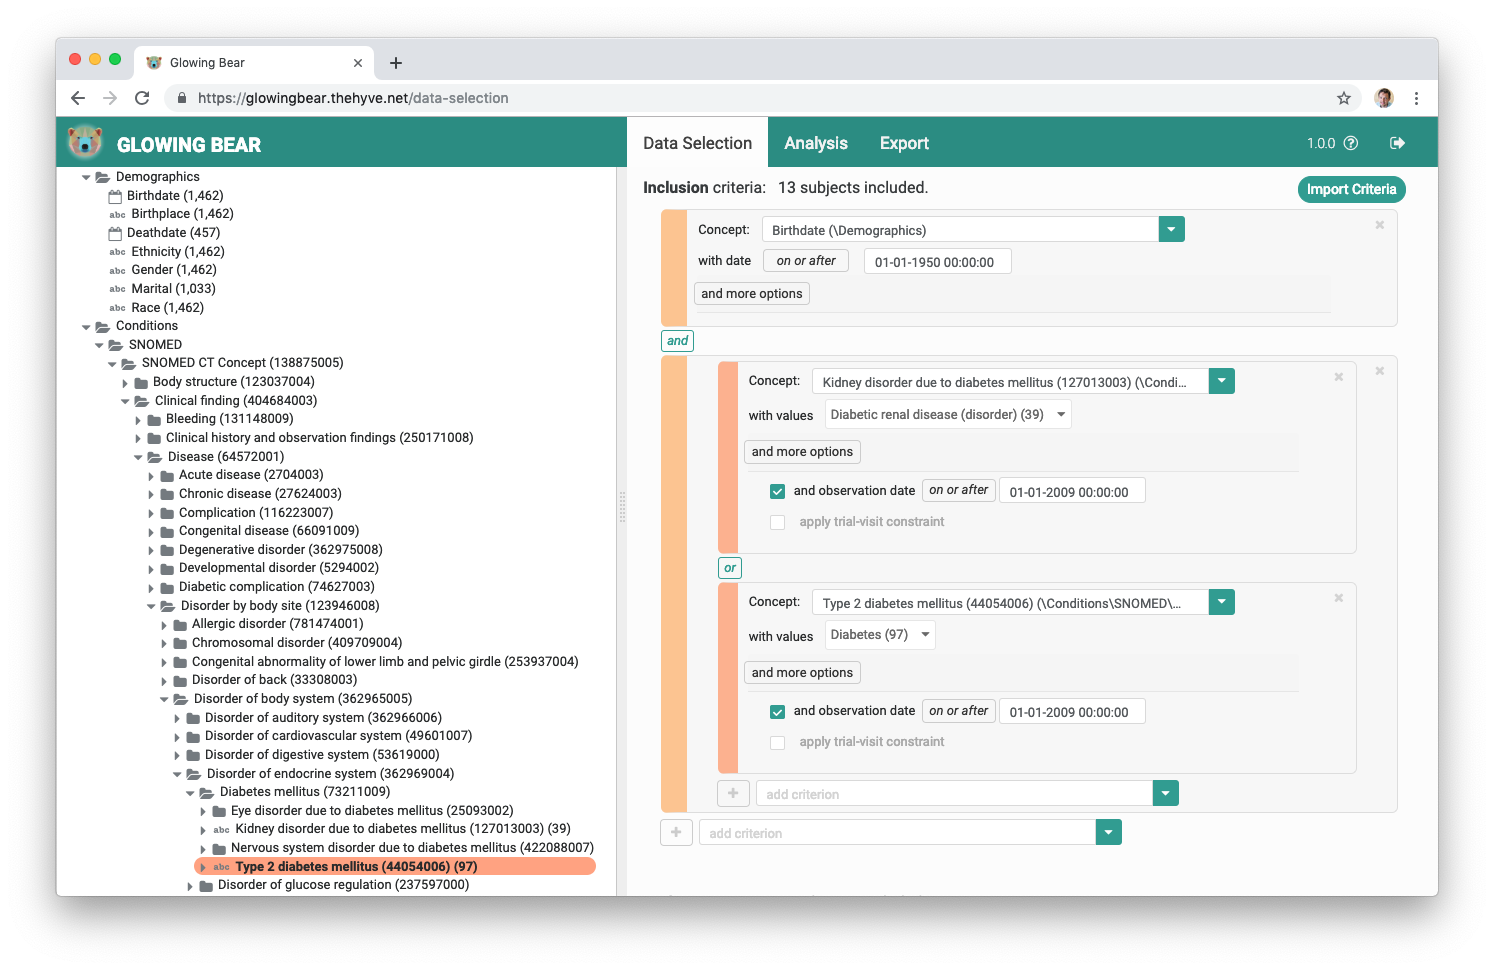 Glowing Bear
https://glowingbear.thehyve.net/data-selection
GLOWING BEAR
Data Selection
Analysis
Export
1.0.0
Demographics
Birthdate (1,462)
abc Birthplace (1,462)
Deathdate (457)
abc Ethnicity (1,462)
abc Gender (1,462)
abc Marital (1,033)
abc Race (1,462)
Conditions
SNOMED
SNOMED CT Concept (138875005)
Body structure (123037004)
Clinical finding (404684003)
Bleeding (131148009)
Clinical history and observation findings (250171008)
Disease (64572001)
Acute disease (2704003)
Chronic disease (27624003)
Complication (116223007)
Congenital disease (66091009)
Degenerative disorder (362975008)
Developmental disorder (5294002)
Diabetic complication (74627003)
Disorder by body site (123946008)
Allergic disorder (781474001)
Chromosomal disorder (409709004)
Congenital abnormality of lower limb and pelvic girdle (253937004)
Disorder of back (33308003)
Disorder of body system (362965005)
Disorder of auditory system (362966006)
Disorder of cardiovascular system (49601007)
Disorder of digestive system (53619000)
Disorder of endocrine system (362969004)
Diabetes mellitus (73211009)
Eye disorder due to diabetes mellitus (25093002)
abc Kidney disorder due to diabetes mellitus (127013003) (39)
Nervous system disorder due to diabetes mellitus (422088007)
abc Type 2 diabetes mellitus (44054006) (97)
Disorder of glucose regulation (237597000)
Inclusion criteria: 13 subjects included.
Import Criteria
Concept: Birthdate (\Demographics)
with date on or after 01-01-1950 00:00:00
and more options
and
Concept: Kidney disorder due to diabetes mellitus (127013003) (\Condi...
with values Diabetic renal disease (disorder) (39)
and more options
and observation date on or after 01-01-2009 00:00:00
apply trial-visit constraint
or
Concept: Type 2 diabetes mellitus (44054006) (\Conditions\SNOMED\...
with values Diabetes (97)
and more options
and observation date on or after 01-01-2009 00:00:00
apply trial-visit constraint
add criterion
add criterion